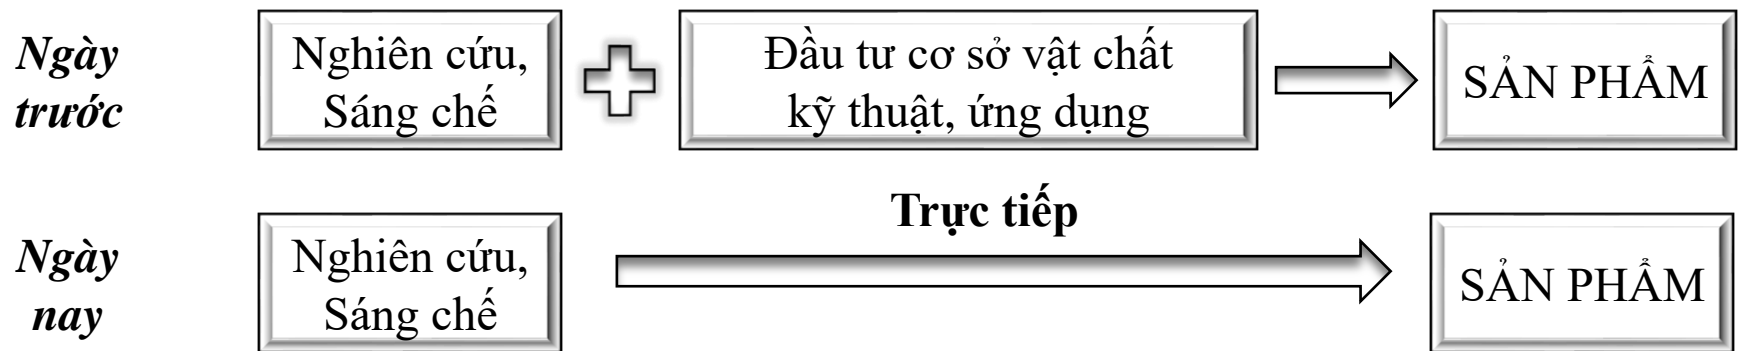 Ngày
trước
Nghiên cứu,
Sáng chế
Đầu tư cơ sở vật chất
kỹ thuật, ứng dụng
SẢN PHẨM
Trực tiếp
Ngày
nay
Nghiên cứu,
Sáng chế
SẢN PHẨM